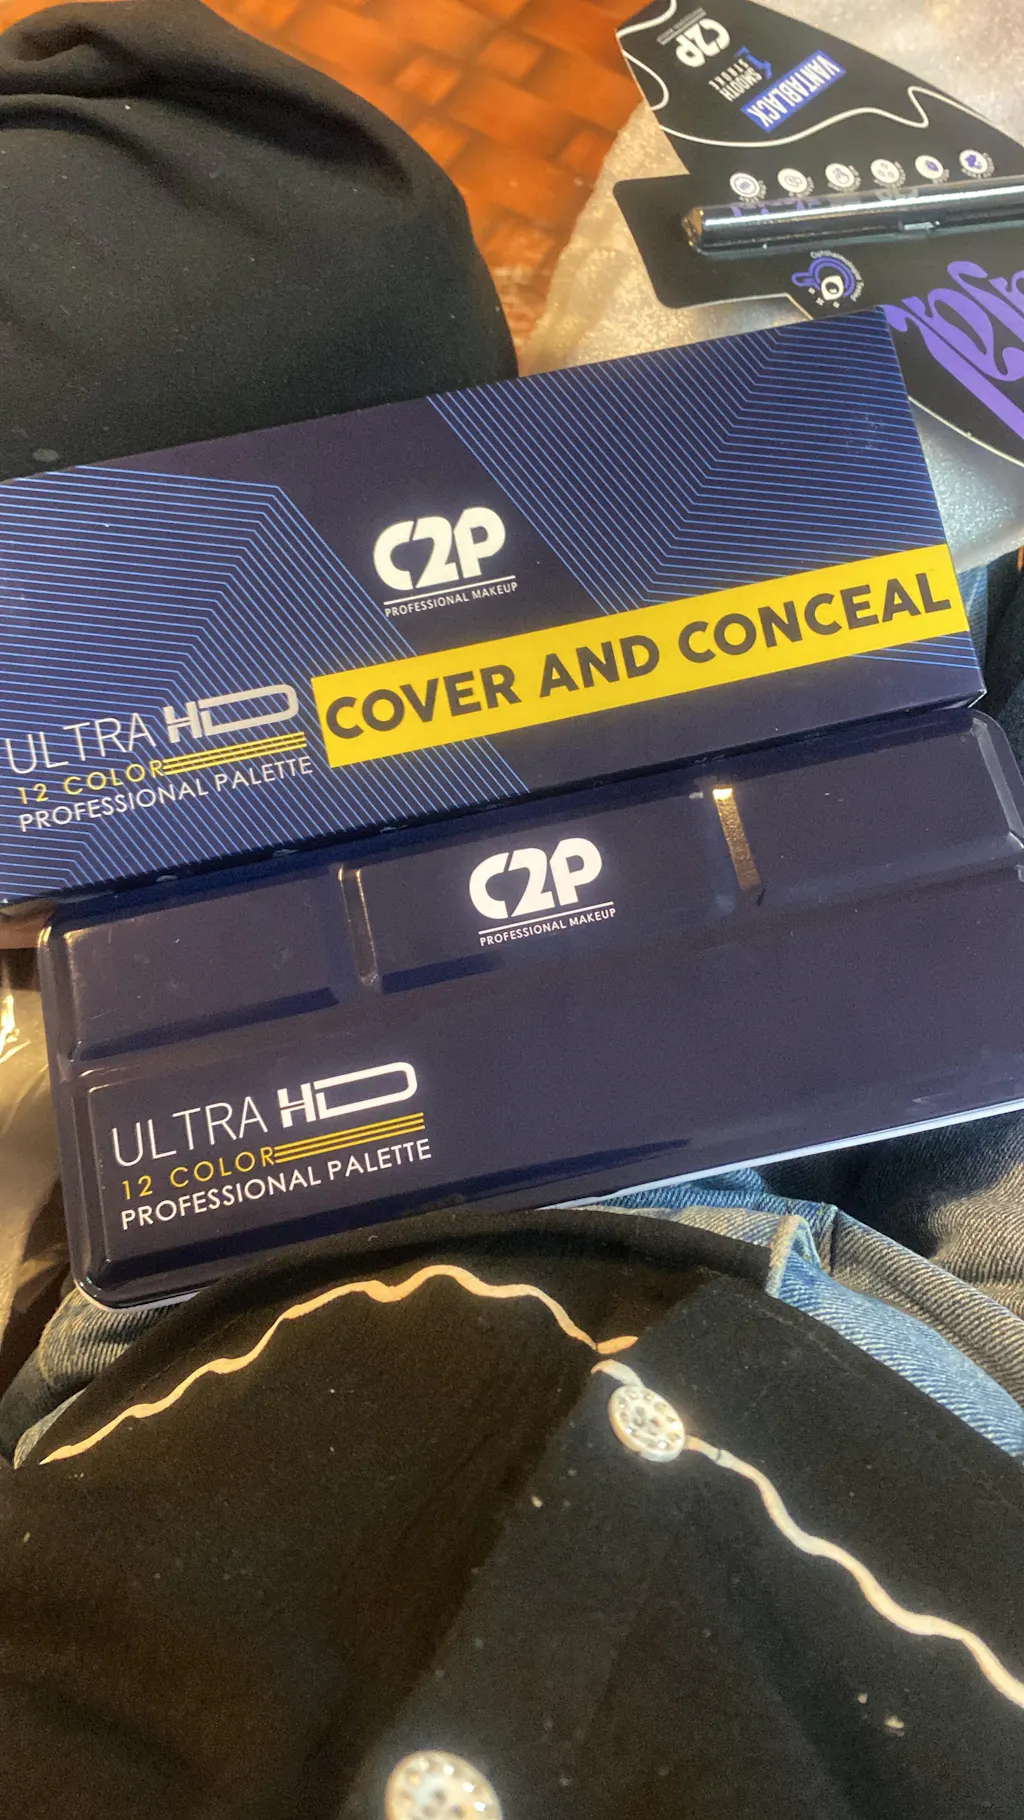 C2P
VANTABLACK
SMOOTH
STROKE
C2P
PROFESSIONAL MAKEUP
COVER AND CONCEAL
ULTRA HD
12 COLOR
PROFESSIONAL PALETTE
C2P
PROFESSIONAL MAKEUP
ULTRA HD
12 COLOR
PROFESSIONAL PALETTE